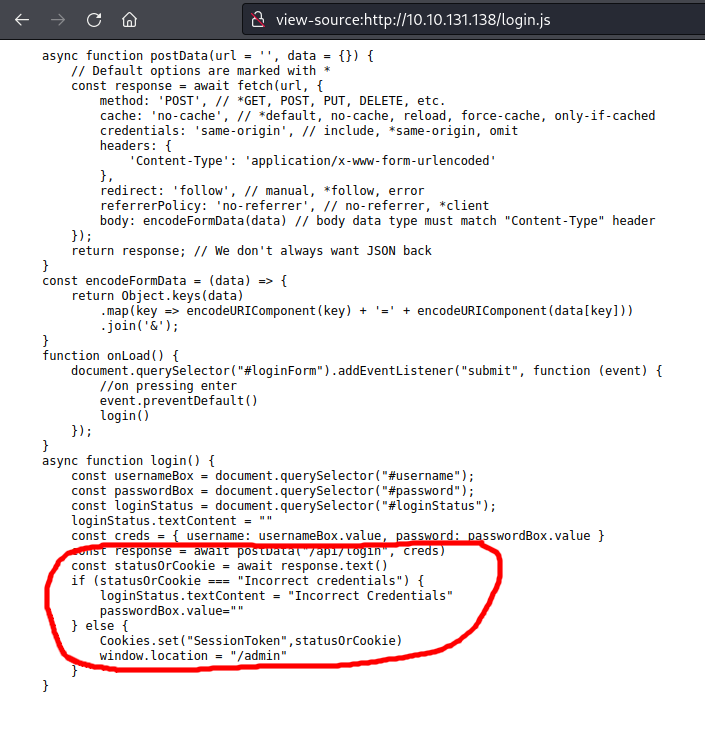 view-source:http://10.10.131.138/login.js
async function postData(url = '', data = {}) {
    // Default options are marked with *
    const response = await fetch(url, {
        method: 'POST', // *GET, POST, PUT, DELETE, etc.
        cache: 'no-cache', // *default, no-cache, reload, force-cache, only-if-cached
        credentials: 'same-origin', // include, *same-origin, omit
        headers: {
            'Content-Type': 'application/x-www-form-urlencoded'
        },
        redirect: 'follow', // manual, *follow, error
        referrerPolicy: 'no-referrer', // no-referrer, *client
        body: encodeFormData(data) // body data type must match "Content-Type" header
    });
    return response; // We don't always want JSON back
}
const encodeFormData = (data) => {
    return Object.keys(data)
        .map(key => encodeURIComponent(key) + '=' + encodeURIComponent(data[key]))
        .join('&');
}
function onLoad() {
    document.querySelector("#loginForm").addEventListener("submit", function (event) {
        //on pressing enter
        event.preventDefault()
        login()
    });
}
async function login() {
    const usernameBox = document.querySelector("#username");
    const passwordBox = document.querySelector("#password");
    const loginStatus = document.querySelector("#loginStatus");
    loginStatus.textContent = ""
    const creds = { username: usernameBox.value, password: passwordBox.value }
    const response = await postData("/api/login", creds)
    const statusOrCookie = await response.text()
    if (statusOrCookie === "Incorrect credentials") {
        loginStatus.textContent = "Incorrect Credentials"
        passwordBox.value=""
    } else {
        Cookies.set("SessionToken",statusOrCookie)
        window.location = "/admin"
    }
}